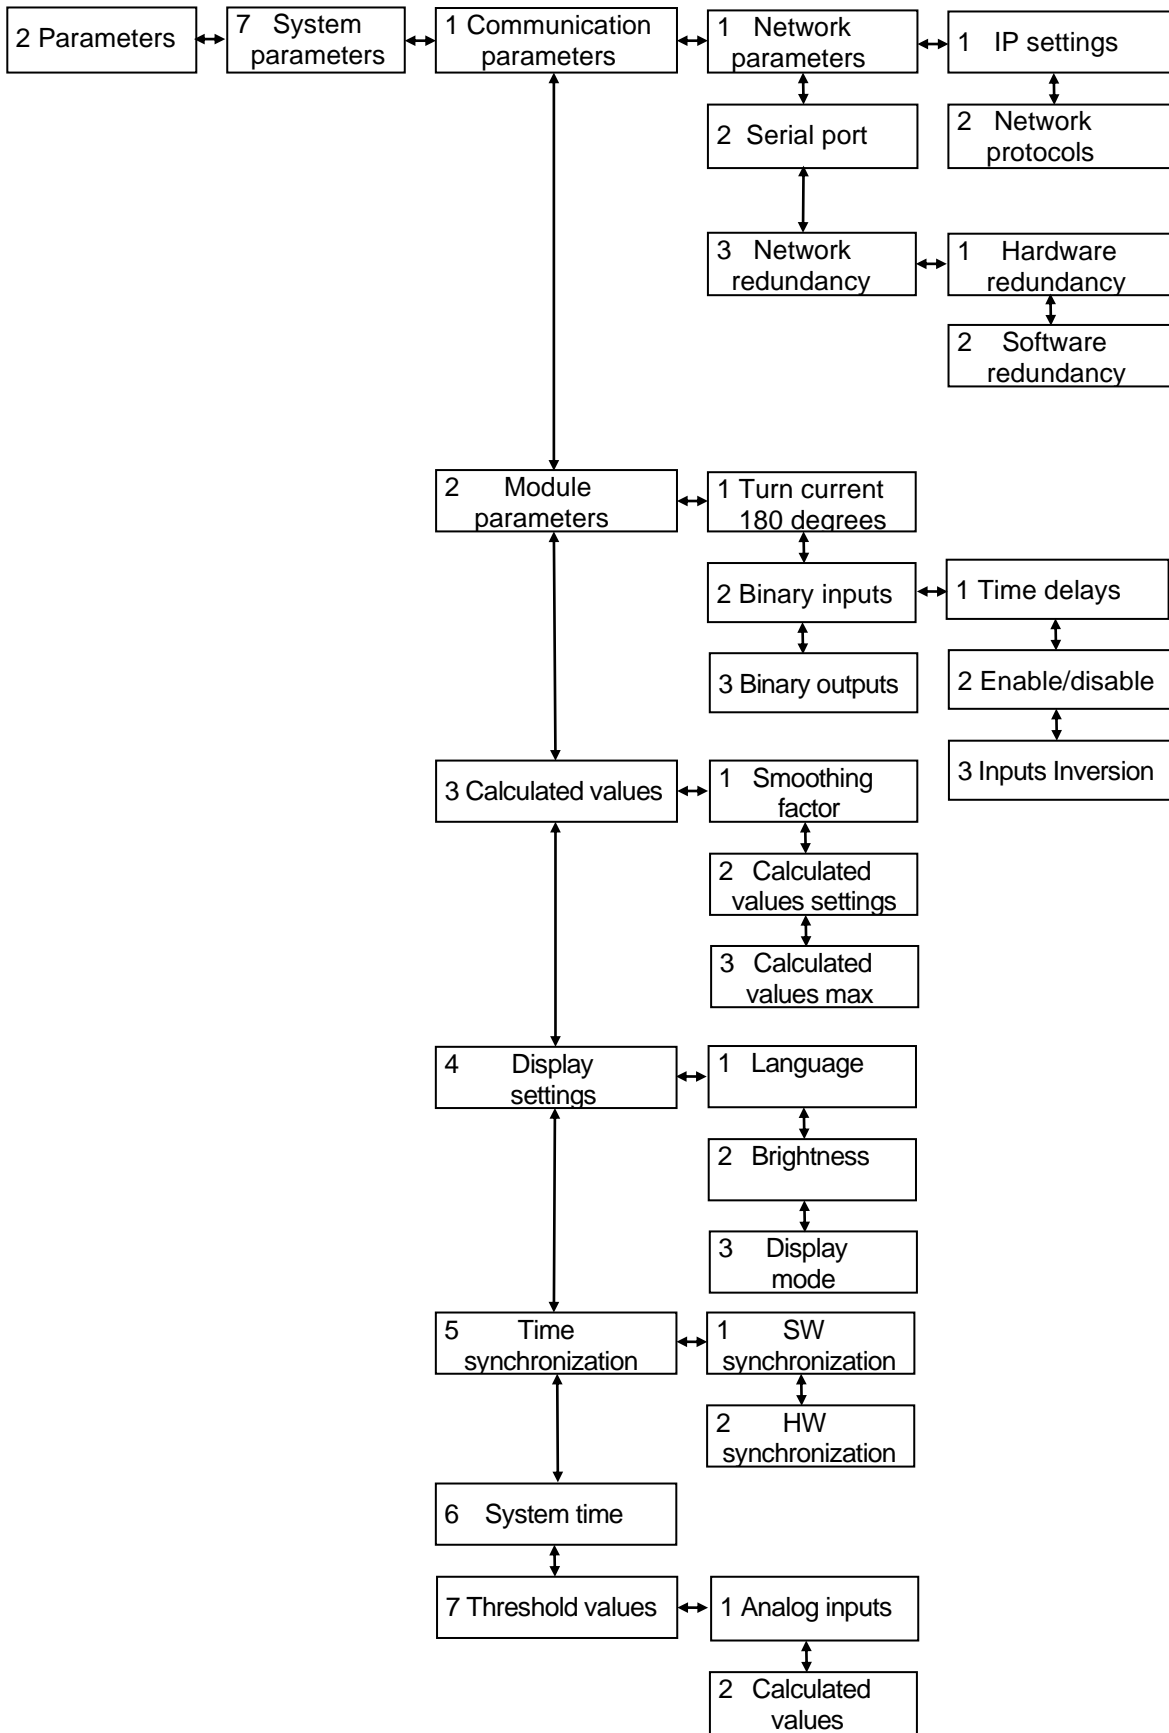 2 Parameters
7 System
parameters
1 Communication
parameters
1 Network
parameters
1 IP settings
2 Network
protocols
2 Serial port
3 Network
redundancy
1 Hardware
redundancy
2 Software
redundancy
2 Module
parameters
1 Turn current
180 degrees
2 Binary inputs
1 Time delays
2 Enable/disable
3 Inputs Inversion
3 Binary outputs
3 Calculated values
1 Smoothing
factor
2 Calculated
values settings
3 Calculated
values max
4 Display
settings
1 Language
2 Brightness
3 Display
mode
5 Time
synchronization
1 SW
synchronization
2 HW
synchronization
6 System time
7 Threshold values
1 Analog inputs
2 Calculated
values